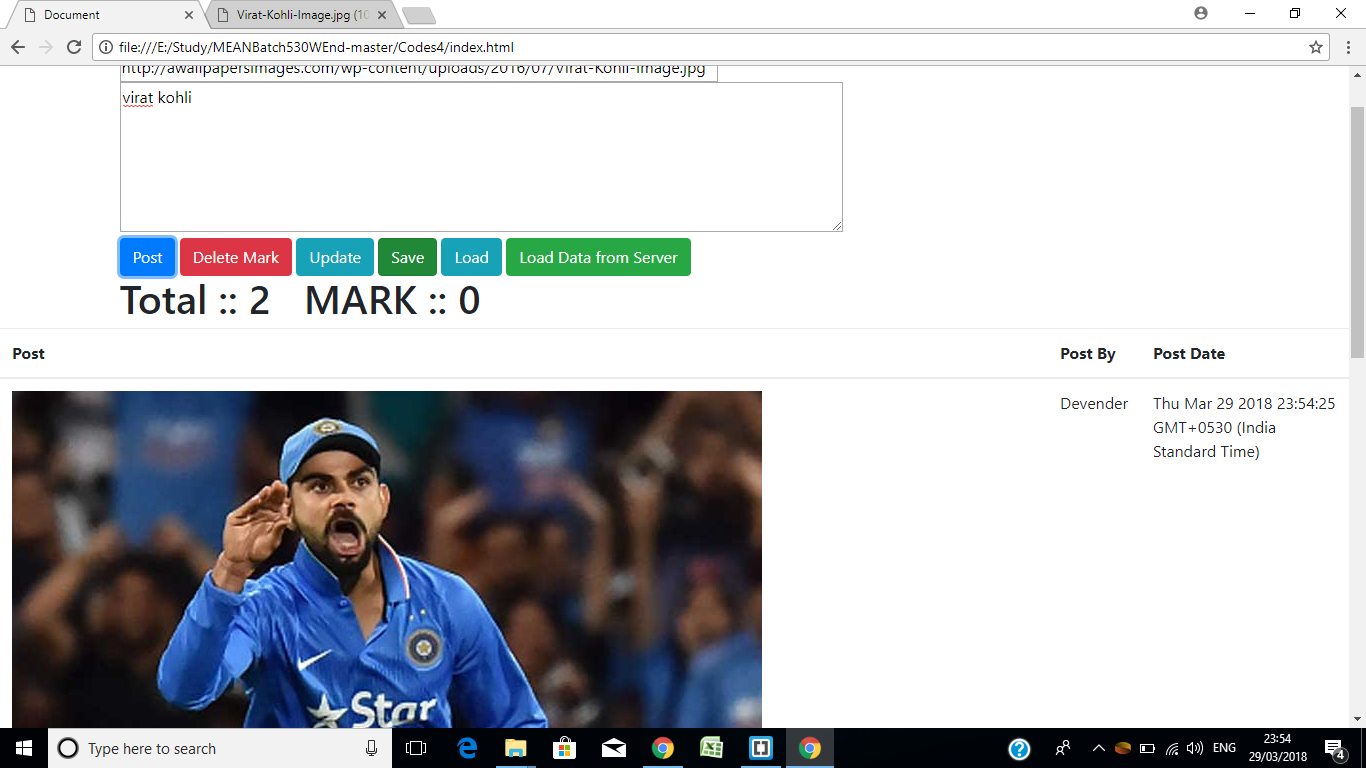 Document
Virat-Kohli-Image.jpg (10
file:///E:/Study/MEANBatch530WEnd-master/Codes4/index.html
http://awallpapersimages.com/wp-content/uploads/2016/07/Virat-Kohli-Image.jpg
virat kohli
Post Delete Mark Update Save Load Load Data from Server
Total :: 2 MARK :: 0
Post Post By Post Date
Devender Thu Mar 29 2018 23:54:25
GMT+0530 (India
Standard Time)
Star
Type here to search
ENG
23:54
29/03/2018
4